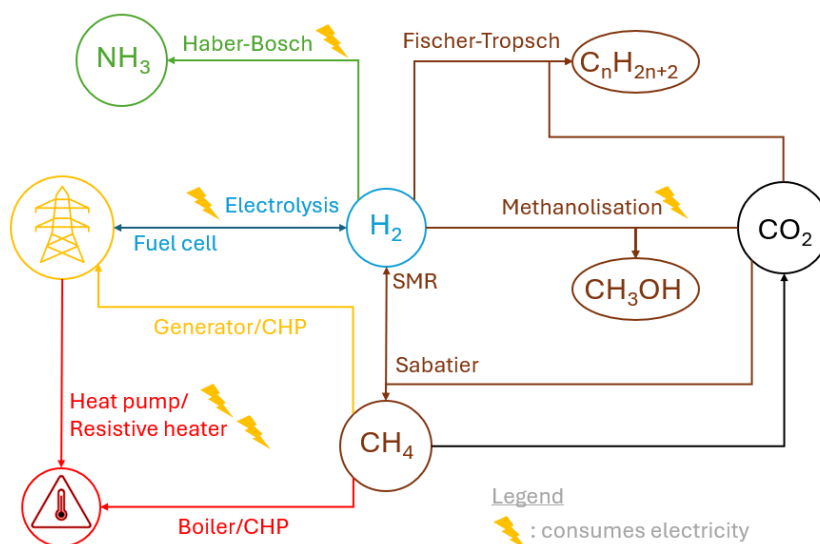 Haber-Bosch
Fischer-Tropsch
NH₃
CₙH₂ₙ₊₂
Electrolysis
Methanolisation
H₂
CO₂
Fuel cell
SMR
CH₃OH
Generator/CHP
Sabatier
Heat pump/
Resistive heater
CH₄
Boiler/CHP
Legend
: consumes electricity